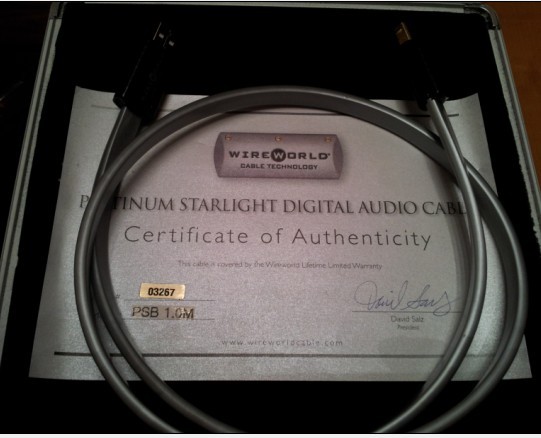 WIREWORLD®
CABLE TECHNOLOGY
PLATINUM STARLIGHT DIGITAL AUDIO CABLE
Certificate of Authenticity
This cable is covered by the Wireworld Lifetime Limited Warranty
03267
PSB 1.0M
David Salz
President
www.wireworldcable.com